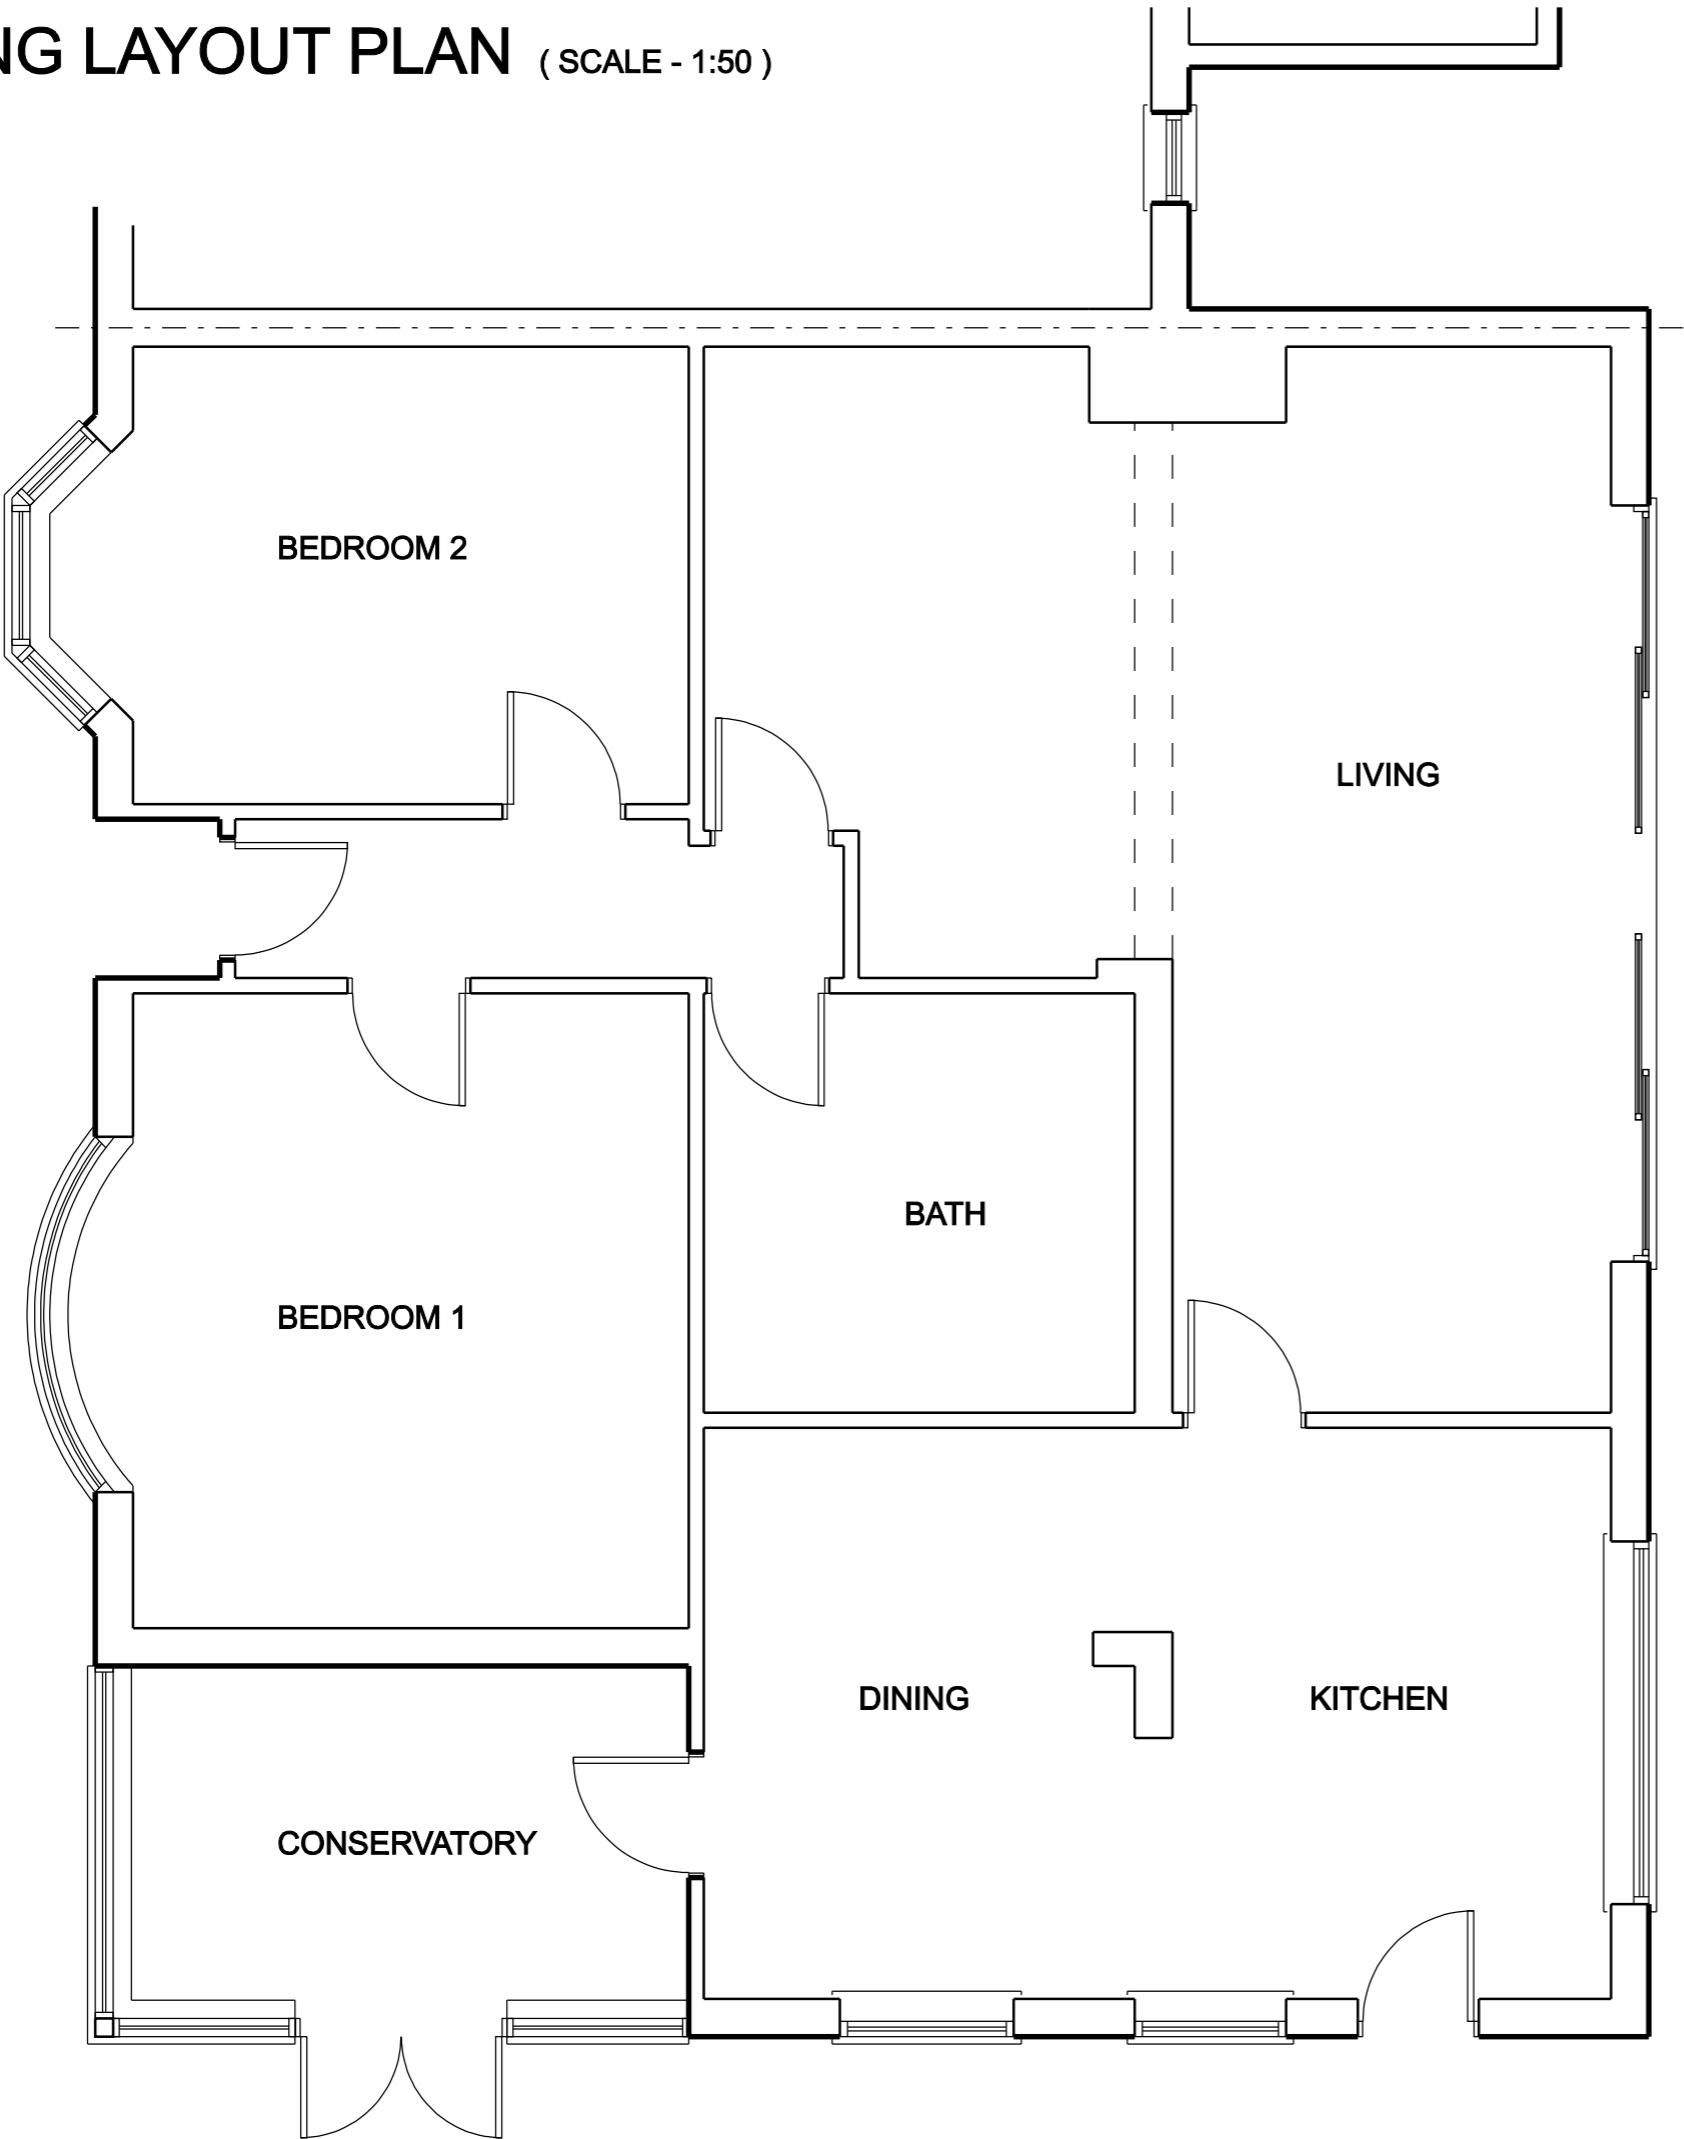 NG LAYOUT PLAN ( SCALE - 1:50 )
BEDROOM 2
LIVING
BATH
BEDROOM 1
DINING
KITCHEN
CONSERVATORY